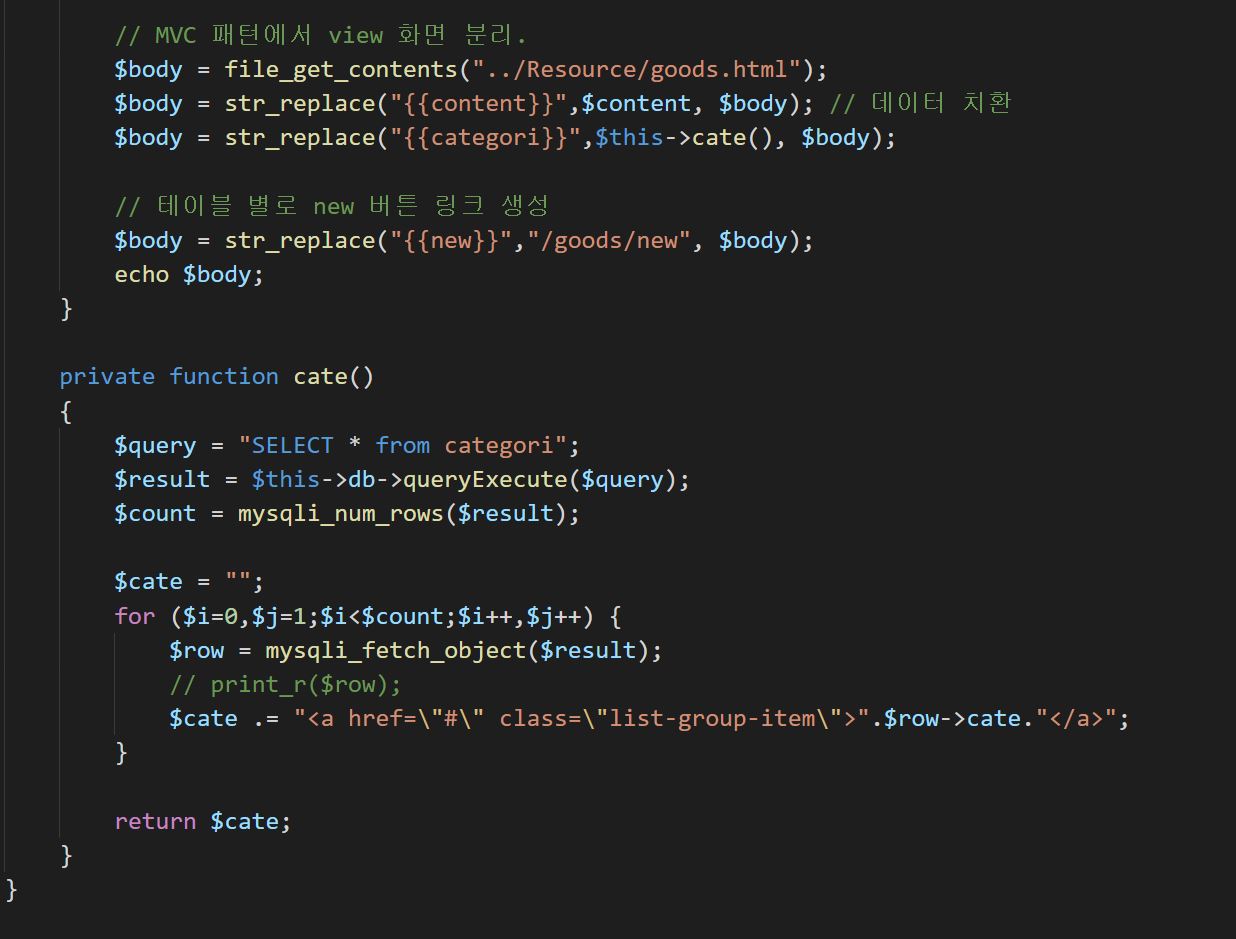 // MVC 패턴에서 view 화면 분리.
$body = file_get_contents("../Resource/goods.html");
$body = str_replace("{{content}}",$content, $body); // 데이터 치환
$body = str_replace("{{categori}}",$this->cate(), $body);
// 테이블 별로 new 버튼 링크 생성
$body = str_replace("{{new}}","/goods/new", $body);
echo $body;
}
private function cate()
{
$query = "SELECT * from categori";
$result = $this->db->queryExecute($query);
$count = mysqli_num_rows($result);
$cate = "";
for ($i=0,$j=1;$i<$count;$i++,$j++) {
$row = mysqli_fetch_object($result);
// print_r($row);
$cate .= "<a href=\"#\" class=\"list-group-item\">".$row->cate."</a>";
}
return $cate;
}
}